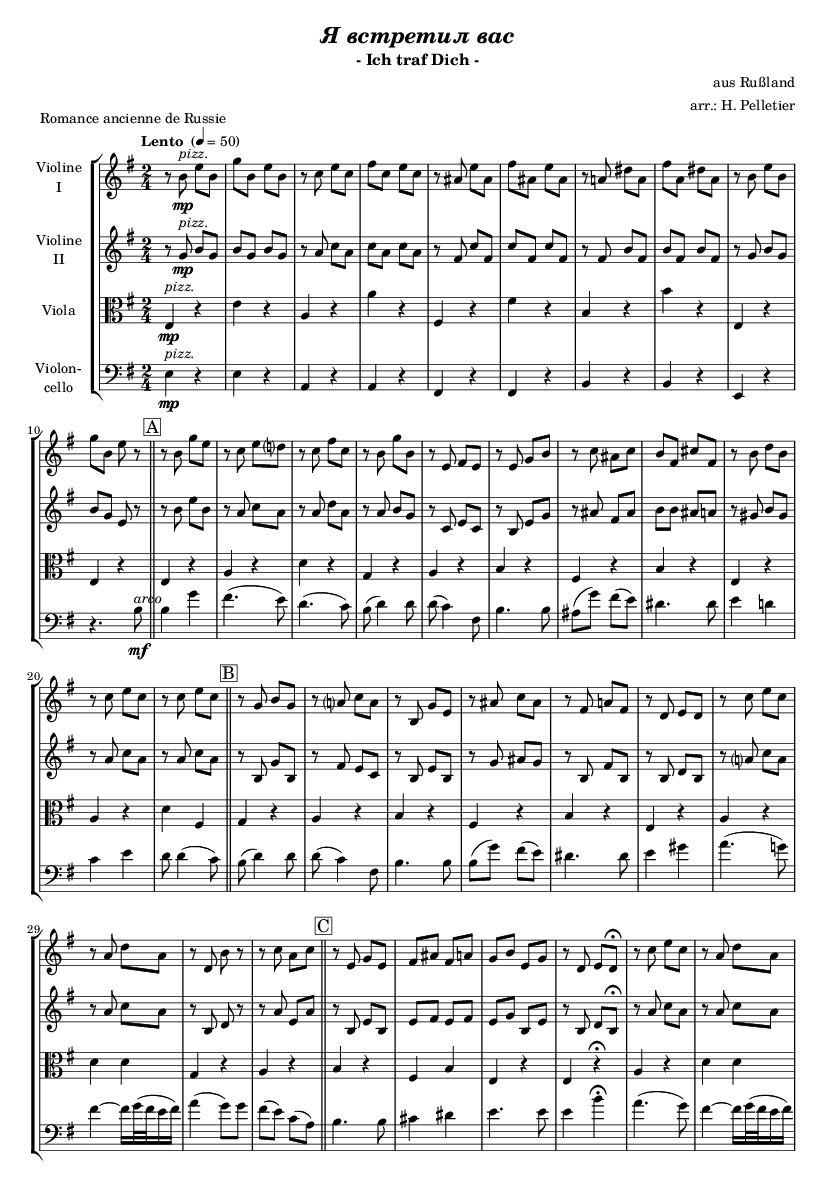 Я встретил вас
- Ich traf Dich -
aus Rußland
arr.: H. Pelletier
Romance ancienne de Russie
Lento (♩ = 50)
Violine
I
pizz.
mp
Violine
II
pizz.
mp
Viola
pizz.
mp
Violon-
cello
pizz.
mp
10
A
arco
mf
20
B
29
C